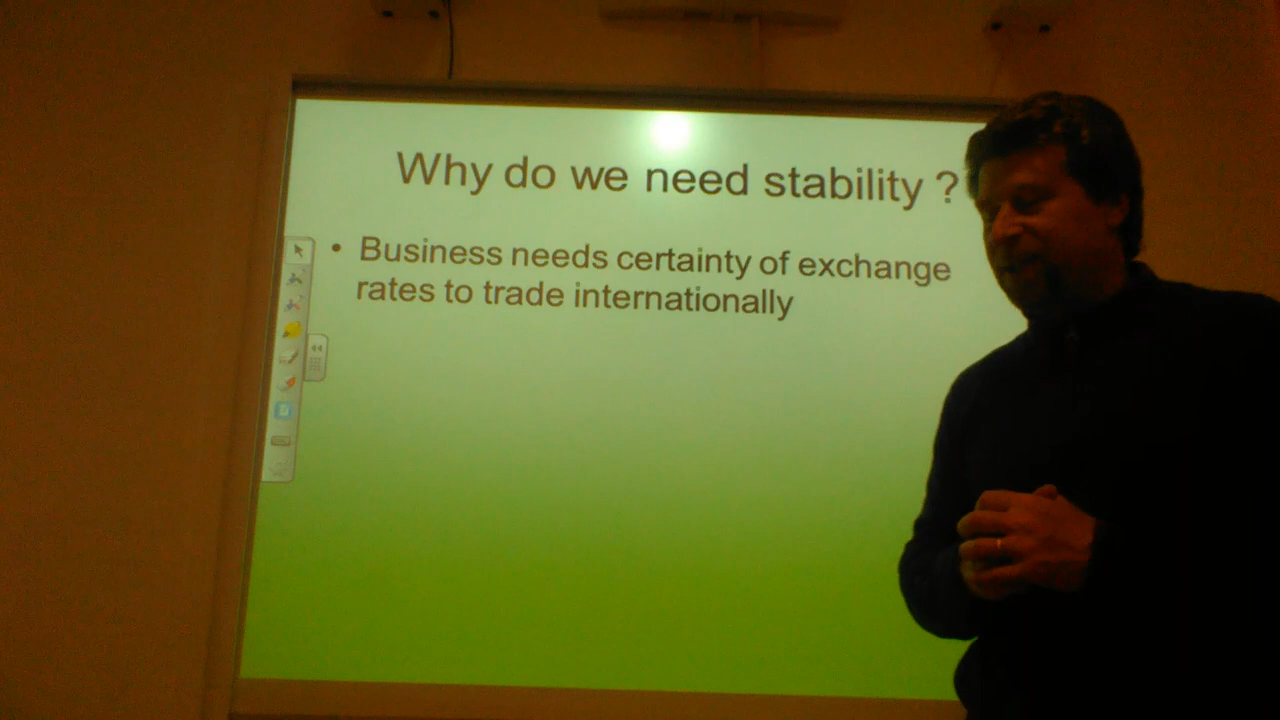 Why do we need stability ?
• Business needs certainty of exchange
rates to trade internationally